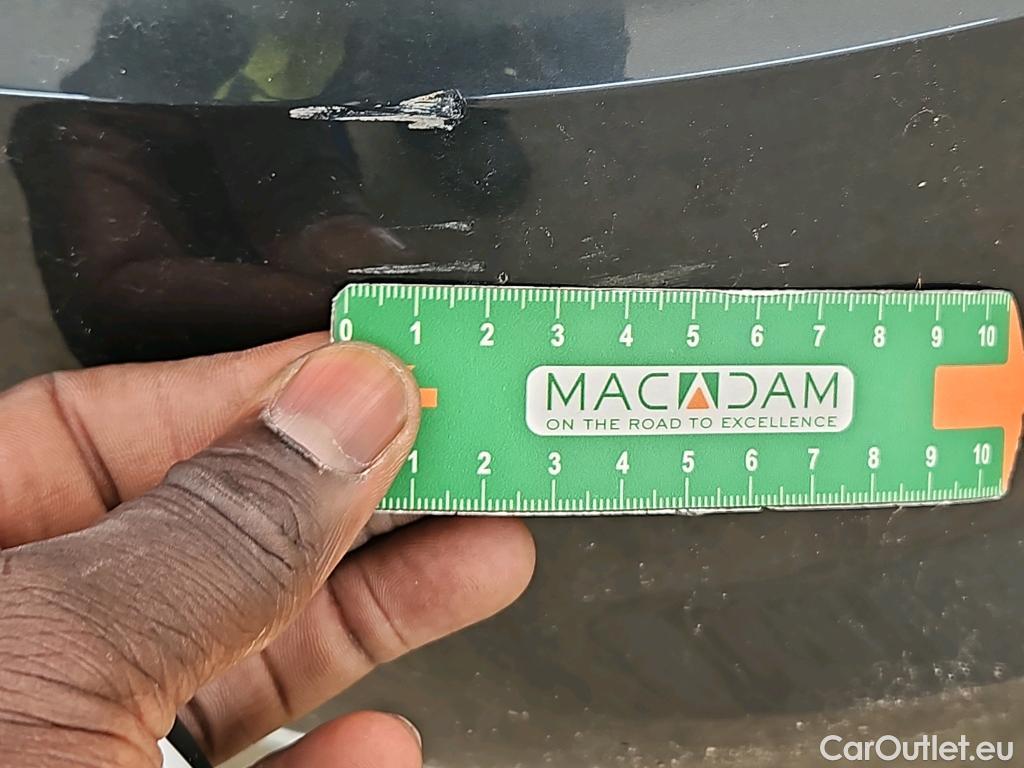 0 1 2 3 4 5 6 7 8 9 10
MACADAM
ON THE ROAD TO EXCELLENCE
1 2 3 4 5 6 7 8 9 10
CarOutlet.eu